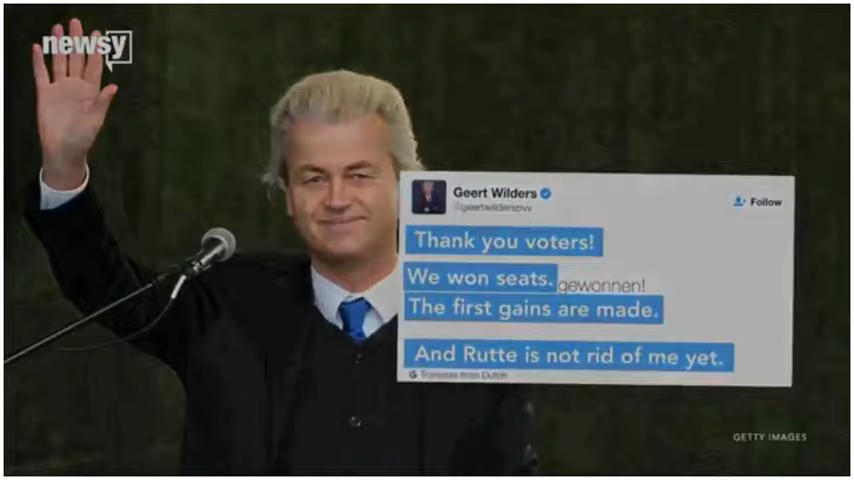 newsy
Geert Wilders
@geertwilderspvv
Follow
Thank you voters!
We won seats. gewonnen!
The first gains are made.
And Rutte is not rid of me yet.
Translate from Dutch
GETTY IMAGES